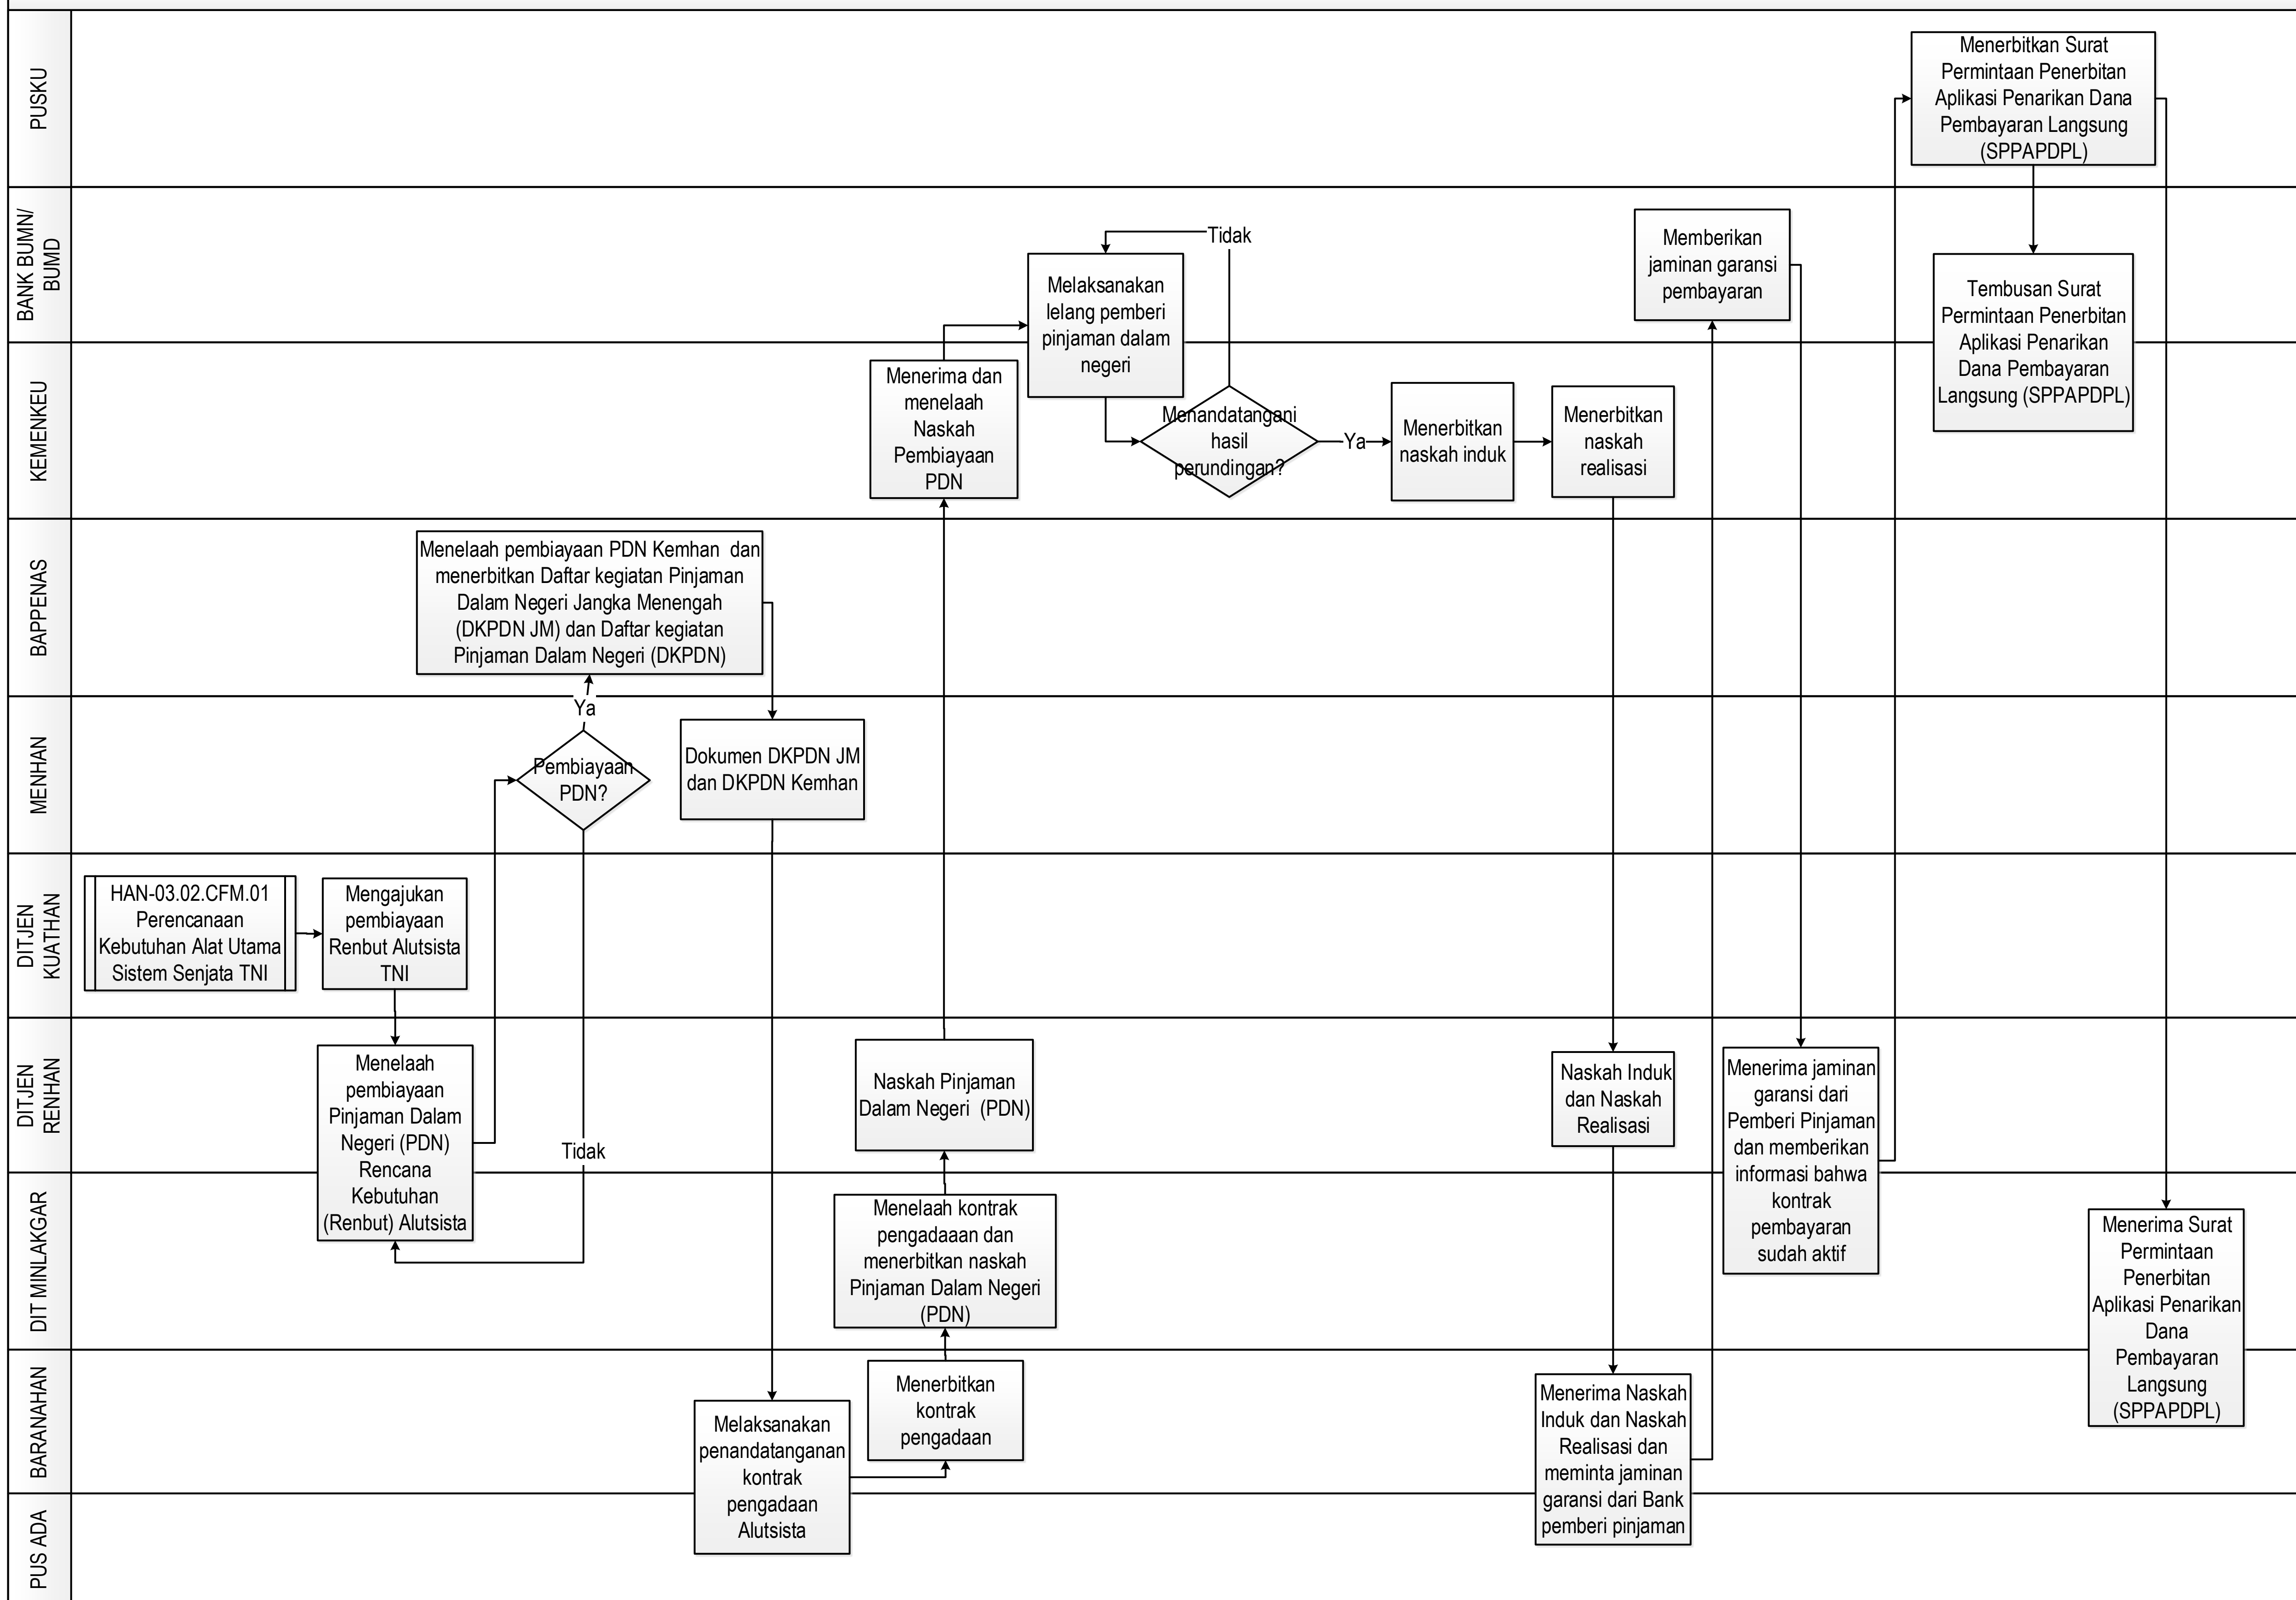 PUSKU
Menerbitkan Surat
Permintaan Penerbitan
Aplikasi Penarikan Dana
Pembayaran Langsung
(SPPAPDPL)
BANK BUMN/
BUMD
Tidak
Melaksanakan
lelang pemberi
pinjaman dalam
negeri
Memberikan
jaminan garansi
pembayaran
Tembusan Surat
Permintaan Penerbitan
Aplikasi Penarikan
Dana Pembayaran
Langsung (SPPAPDPL)
KEMENKEU
Menerima dan
menelaah
Naskah
Pembiayaan
PDN
Menandatangani
hasil
perundingan?
Ya
Menerbitkan
naskah induk
Menerbitkan
naskah
realisasi
BAPPENAS
Menelaah pembiayaan PDN Kemhan  dan
menerbitkan Daftar kegiatan Pinjaman
Dalam Negeri Jangka Menengah
(DKPDN JM) dan Daftar kegiatan
Pinjaman Dalam Negeri (DKPDN)
MENHAN
Ya
Pembiayaan
PDN?
Dokumen DKPDN JM
dan DKPDN Kemhan
DITJEN
KUATHAN
HAN-03.02.CFM.01
Perencanaan
Kebutuhan Alat Utama
Sistem Senjata TNI
Mengajukan
pembiayaan
Renbut Alutsista
TNI
DITJEN
RENHAN
Menelaah
pembiayaan
Pinjaman Dalam
Negeri (PDN)
Rencana
Kebutuhan
(Renbut) Alutsista
Tidak
Naskah Pinjaman
Dalam Negeri  (PDN)
Naskah Induk
dan Naskah
Realisasi
Menerima jaminan
garansi dari
Pemberi Pinjaman
dan memberikan
informasi bahwa
kontrak
pembayaran
sudah aktif
DIT MINLAKGAR
Menelaah kontrak
pengadaaan dan
menerbitkan naskah
Pinjaman Dalam Negeri
(PDN)
Menerima Surat
Permintaan
Penerbitan
Aplikasi Penarikan
Dana
Pembayaran
Langsung
(SPPAPDPL)
BARANAHAN
Menerbitkan
kontrak
pengadaan
Melaksanakan
penandatanganan
kontrak
pengadaan
Alutsista
Menerima Naskah
Induk dan Naskah
Realisasi dan
meminta jaminan
garansi dari Bank
pemberi pinjaman
PUS ADA